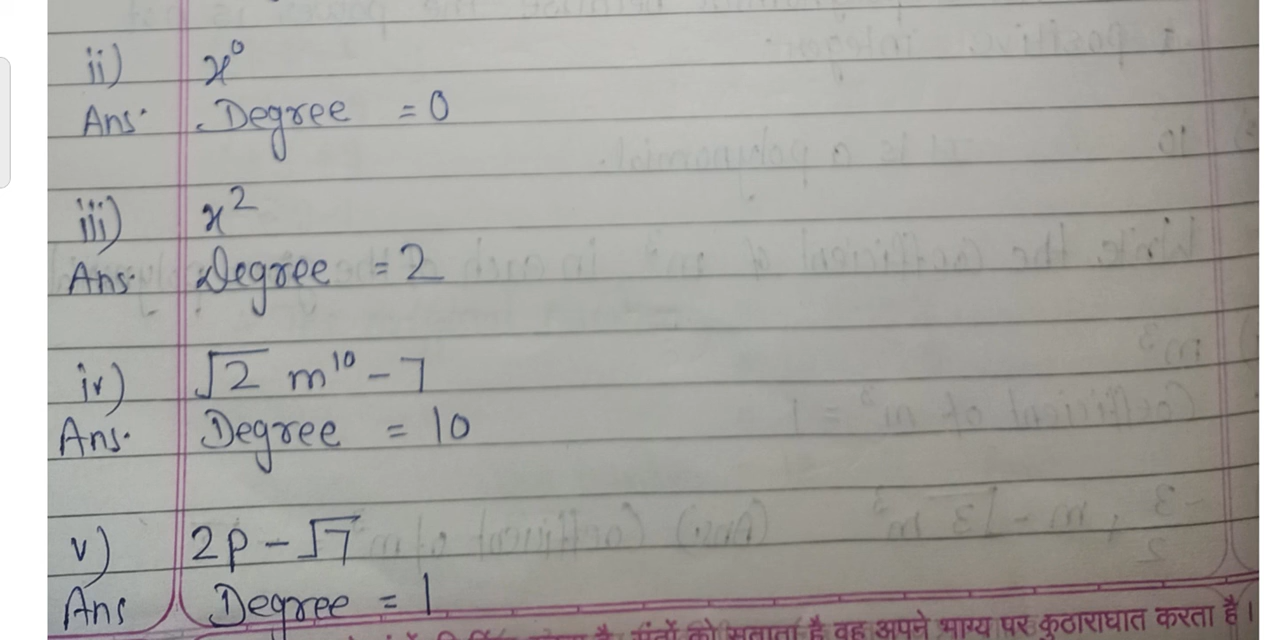 ii) x⁰
Ans. Degree = 0
iii) x²
Ans. Degree = 2
iv) √2 m¹⁰ - 7
Ans. Degree = 10
v) 2p - √7
Ans Degree = 1
को सताता है वह अपने भाग्य पर कुठाराघात करता है।